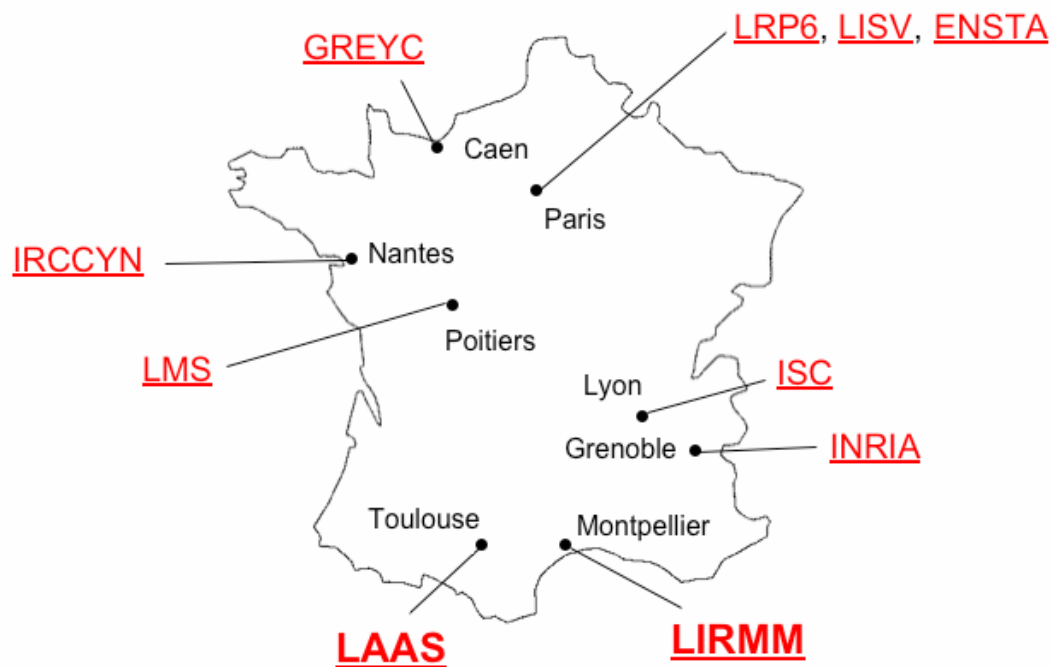 LRP6, LISV, ENSTA
GREYC
Caen
Paris
IRCCYN
Nantes
Poitiers
LMS
Lyon
ISC
Grenoble
INRIA
Toulouse
Montpellier
LAAS
LIRMM